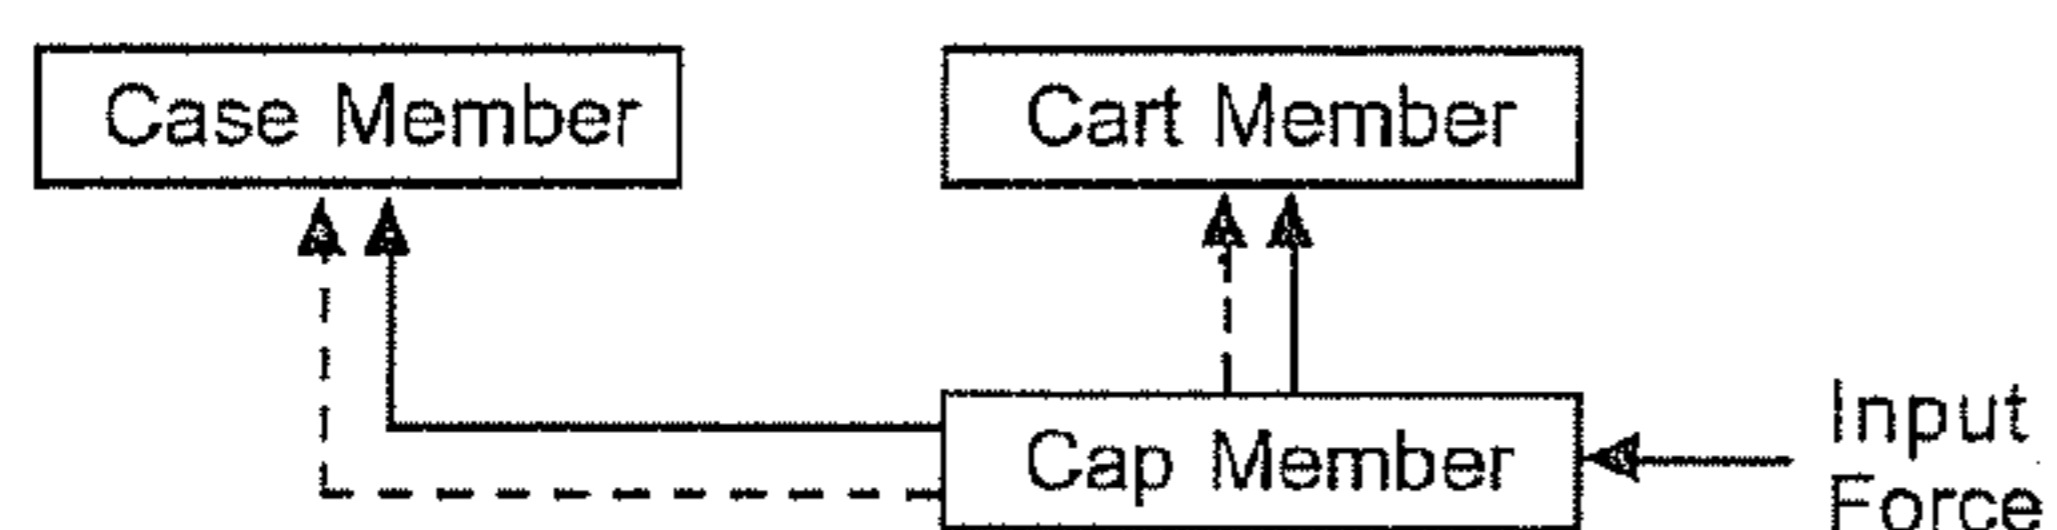 Case Member
Cart Member
Cap Member
Input
Force